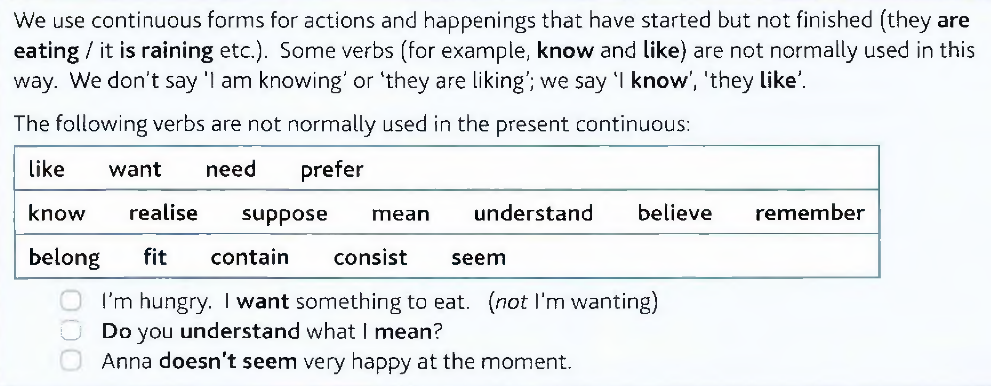 We use continuous forms for actions and happenings that have started but not finished (they are
eating / it is raining etc.). Some verbs (for example, know and like) are not normally used in this
way. We don't say 'I am knowing' or 'they are liking'; we say 'I know', 'they like'.
The following verbs are not normally used in the present continuous:
like want need prefer
know realise suppose mean understand believe remember
belong fit contain consist seem
I'm hungry. I want something to eat. (not I'm wanting)
Do you understand what I mean?
Anna doesn't seem very happy at the moment.